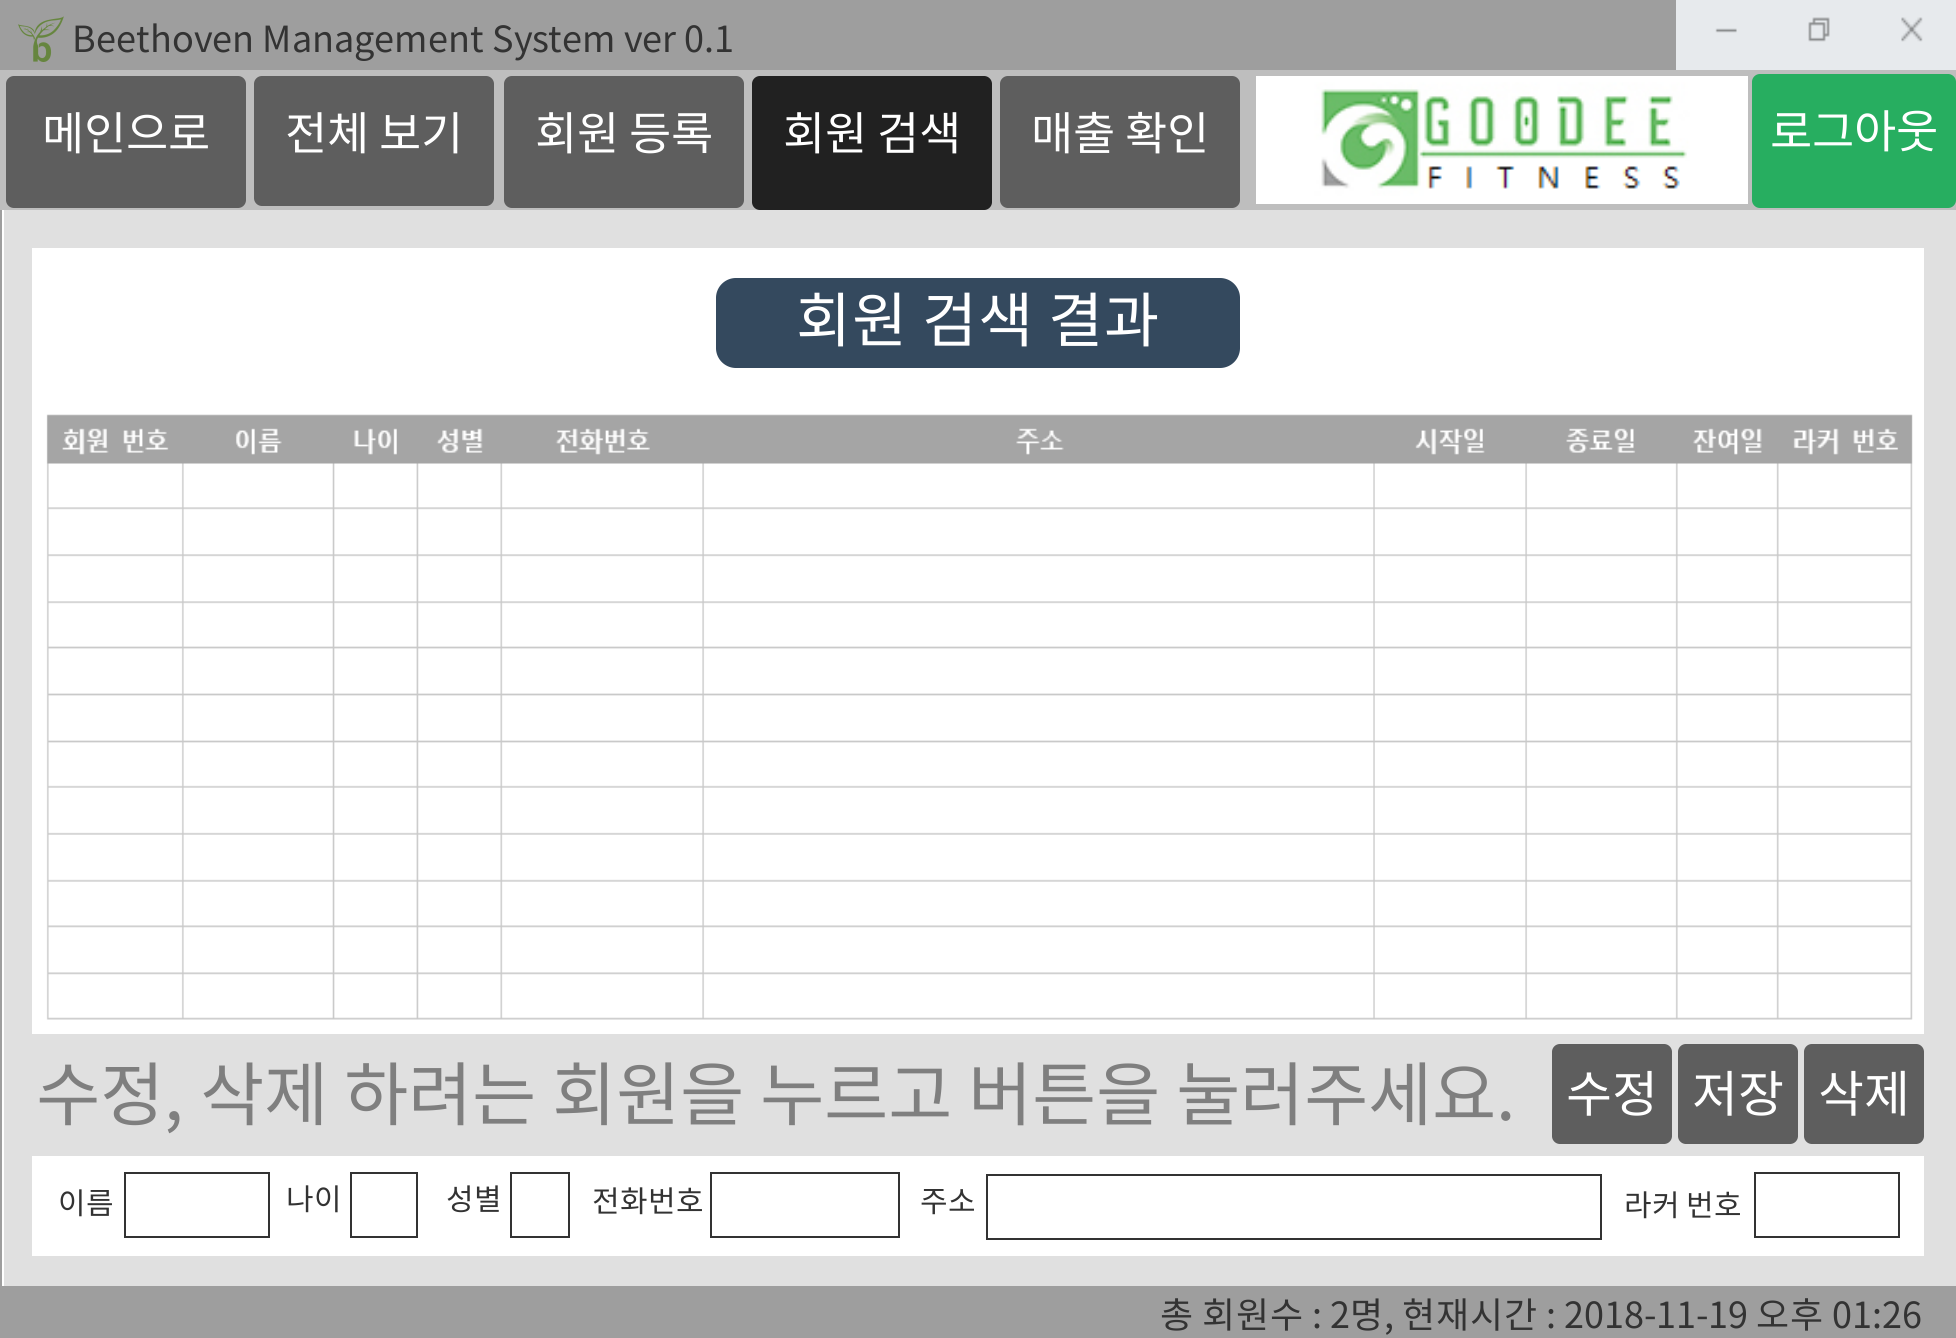 b Beethoven Management System ver 0.1
메인으로 전체 보기 회원 등록 회원 검색 매출 확인 GOODEE 로그아웃
FITNESS
회원 검색 결과
회원 번호 이름 나이 성별 전화번호 주소 시작일 종료일 잔여일 라커 번호
수정, 삭제 하려는 회원을 누르고 버튼을 눌러주세요. 수정 저장 삭제
이름 나이 성별 전화번호 주소 라커 번호
총 회원수 : 2명, 현재시간 : 2018-11-19 오후 01:26